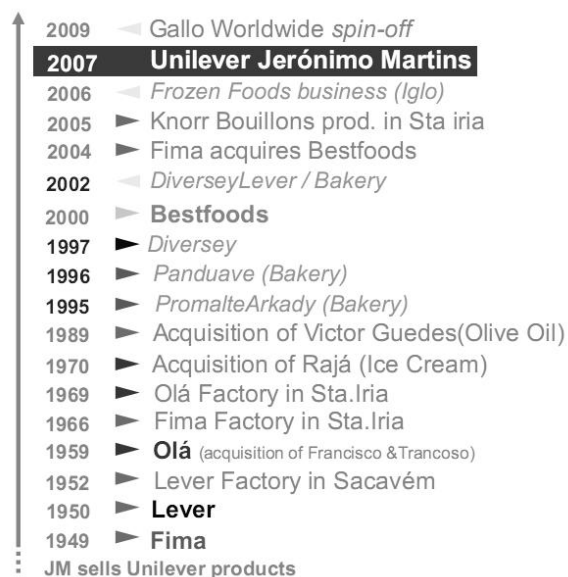 2009 Gallo Worldwide spin-off
2007 Unilever Jerónimo Martins
2006 Frozen Foods business (Iglo)
2005 Knorr Bouillons prod. in Sta iria
2004 Fima acquires Bestfoods
2002 DiverseyLever / Bakery
2000 Bestfoods
1997 Diversey
1996 Panduave (Bakery)
1995 PromalteArkady (Bakery)
1989 Acquisition of Victor Guedes(Olive Oil)
1970 Acquisition of Rajá (Ice Cream)
1969 Olá Factory in Sta.Iria
1966 Fima Factory in Sta.Iria
1959 Olá (acquisition of Francisco &Trancoso)
1952 Lever Factory in Sacavém
1950 Lever
1949 Fima
JM sells Unilever products